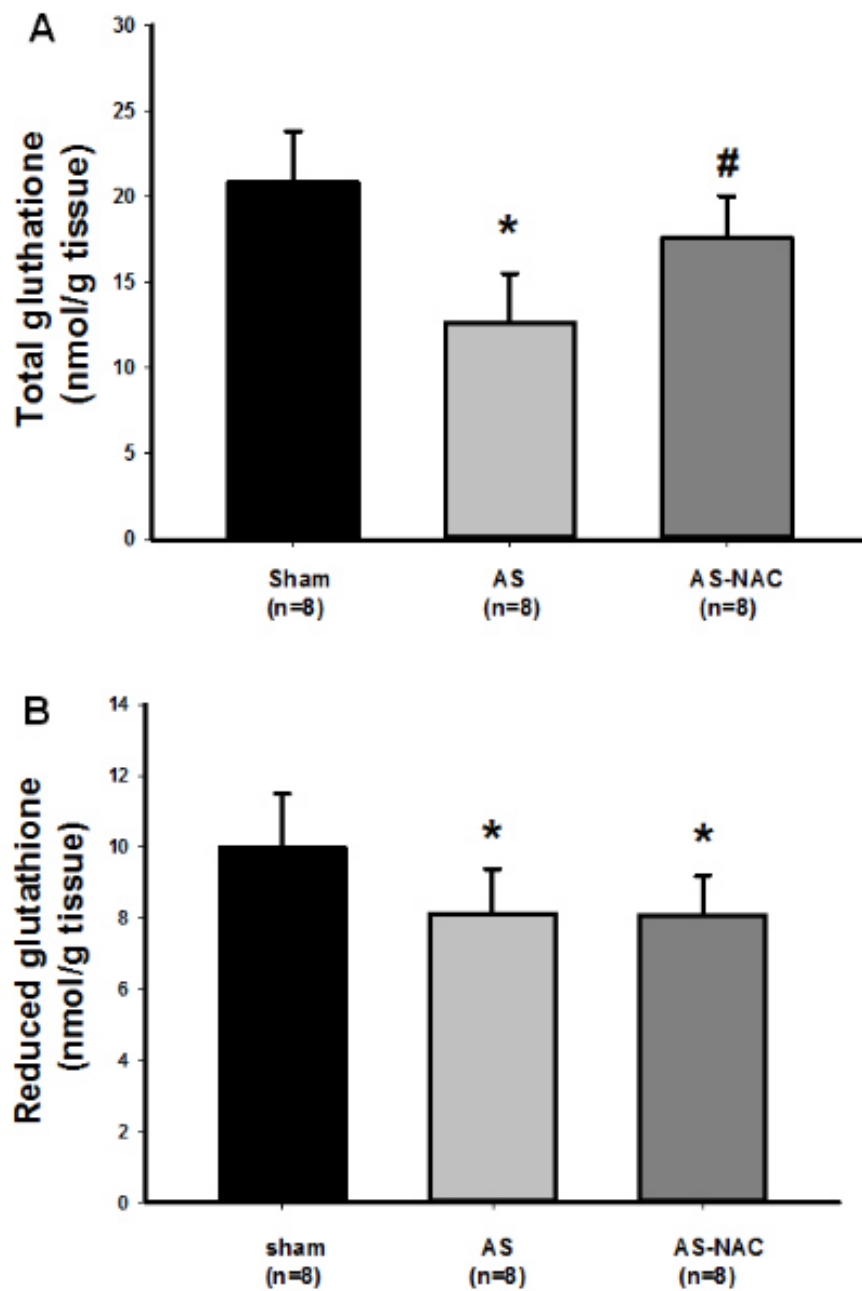 A
Total gluthatione
(nmol/g tissue)
30
25
20
15
10
5
0
*
#
Sham
(n=8)
AS
(n=8)
AS-NAC
(n=8)
B
Reduced glutathione
(nmol/g tissue)
14
12
10
8
6
4
2
0
*
*
sham
(n=8)
AS
(n=8)
AS-NAC
(n=8)